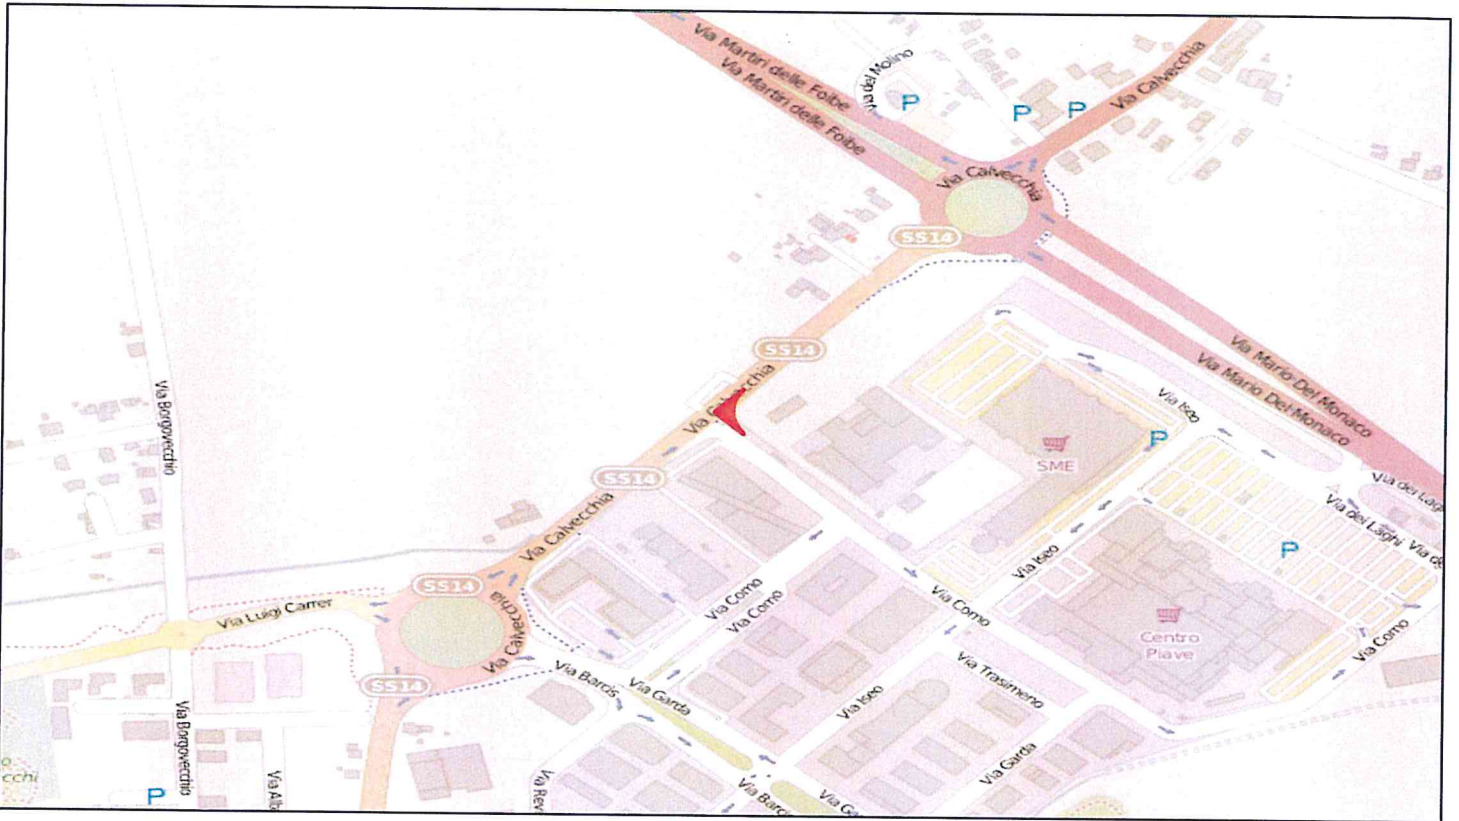 Via Martiri delle Foibe
Via Martiri delle Foibe
Via del Molino
P
P
P
Via Calvecchia
Via Calvecchia
SS14
SS14
Via Mario Del Monaco
Via Mario Del Monaco
Via Borgovecchio
Via Iseo
P
SME
SS14
Via Calvecchia
Via dei Laghi
P
Via Iseo
SS14
Via Luigi Carrer
Via Calvecchia
Via Como
Via Como
Via Como
Centro
Piave
Via Como
SS14
Via Barcis
Via Garda
Via Trasimeno
Via Iseo
Via Borgovecchio
Via Garda
P